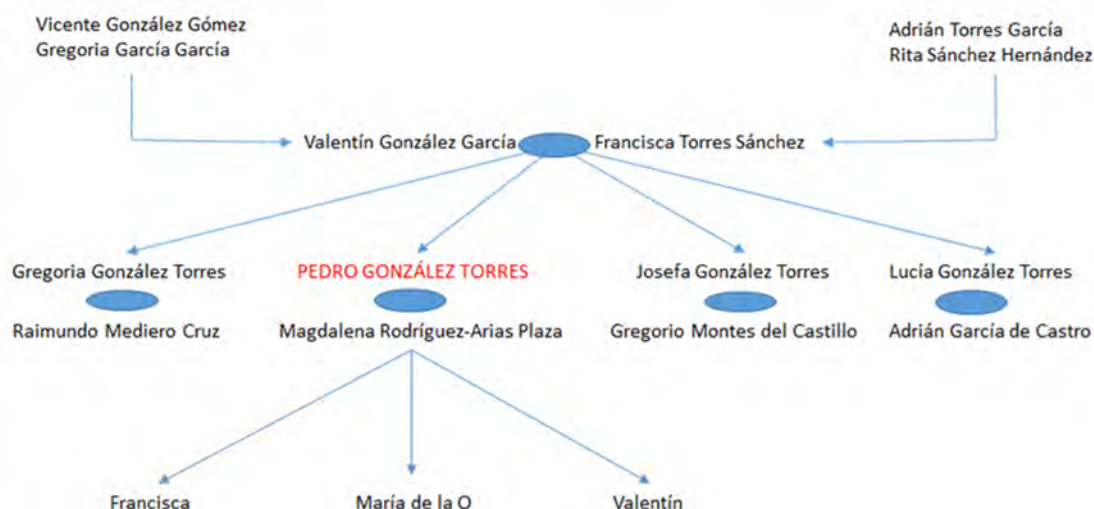 Vicente González Gómez
Gregoria García García
Adrián Torres García
Rita Sánchez Hernández
Valentín González García
Francisca Torres Sánchez
Gregoria González Torres
PEDRO GONZÁLEZ TORRES
Josefa González Torres
Lucía González Torres
Raimundo Mediero Cruz
Magdalena Rodríguez-Arias Plaza
Gregorio Montes del Castillo
Adrián García de Castro
Francisca
María de la O
Valentín